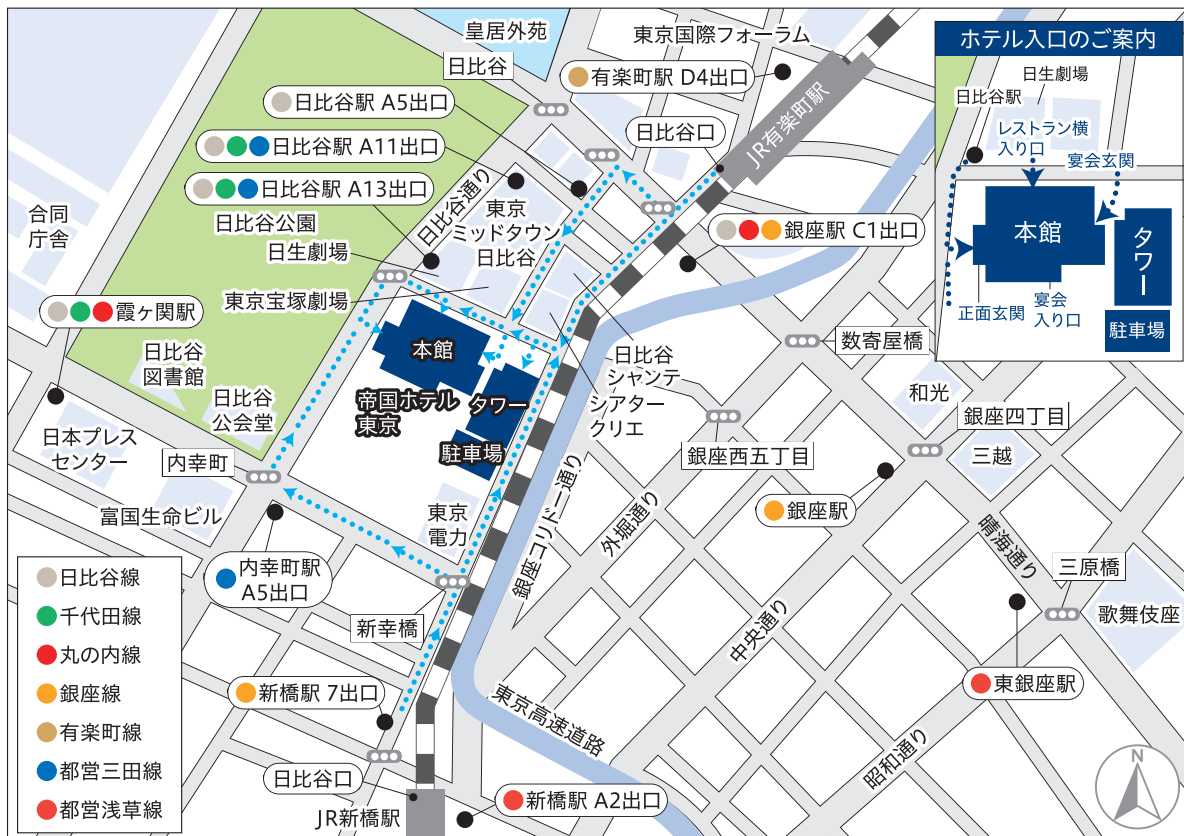 皇居外苑
東京国際フォーラム
日比谷
有楽町駅 D4出口
日比谷駅 A5出口
日比谷口
JR有楽町駅
日比谷駅 A11出口
日比谷駅 A13出口
日比谷通り
東京
ミッドタウン
日比谷
合同
庁舎
日比谷公園
日生劇場
銀座駅 C1出口
東京宝塚劇場
霞ヶ関駅
本館
日比谷
シャンテ
シアター
クリエ
数寄屋橋
日比谷
図書館
帝国ホテル
東京
タワー
和光
日比谷
公会堂
銀座四丁目
日本プレス
センター
内幸町
駐車場
銀座西五丁目
三越
富国生命ビル
東京
電力
銀座コリドー通り
外堀通り
銀座駅
晴海通り
内幸町駅
A5出口
三原橋
新幸橋
中央通り
歌舞伎座
新橋駅 7出口
東京高速道路
東銀座駅
昭和通り
日比谷口
JR新橋駅
新橋駅 A2出口
N
日比谷線
千代田線
丸の内線
銀座線
有楽町線
都営三田線
都営浅草線
ホテル入口のご案内
日生劇場
日比谷駅
レストラン横
入り口
宴会玄関
本館
タワー
正面玄関
宴会
入り口
駐車場